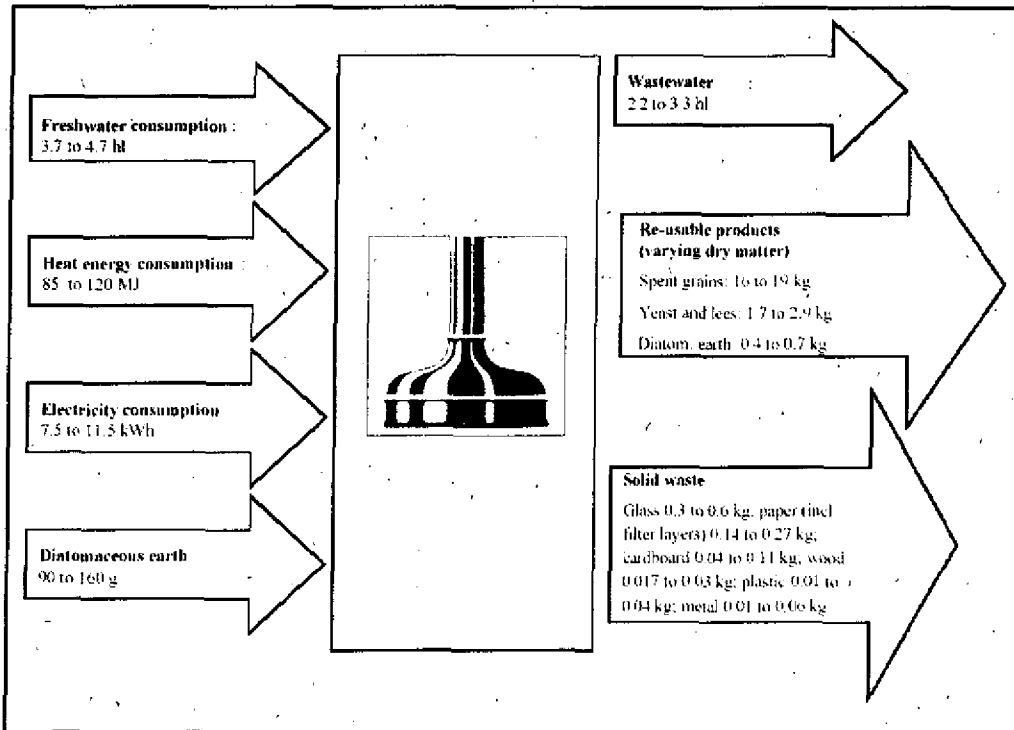 Freshwater consumption :
3.7 to 4.7 hl
Heat energy consumption :
85 to 120 MJ
Electricity consumption
7.5 to 11.5 kWh
Diatomaceous earth
90 to 160 g
Wastewater :
2.2 to 3.3 hl
Re-usable products
(varying dry matter)
Spent grains: 16 to 19 kg
Yeast and lees: 1.7 to 2.9 kg
Diatom. earth 0.4 to 0.7 kg
Solid waste
Glass 0.3 to 0.6 kg; paper (incl
filter layers) 0.14 to 0.27 kg;
cardboard 0.04 to 0.11 kg; wood
0.017 to 0.03 kg; plastic 0.01 to
0.04 kg; metal 0.01 to 0.06 kg